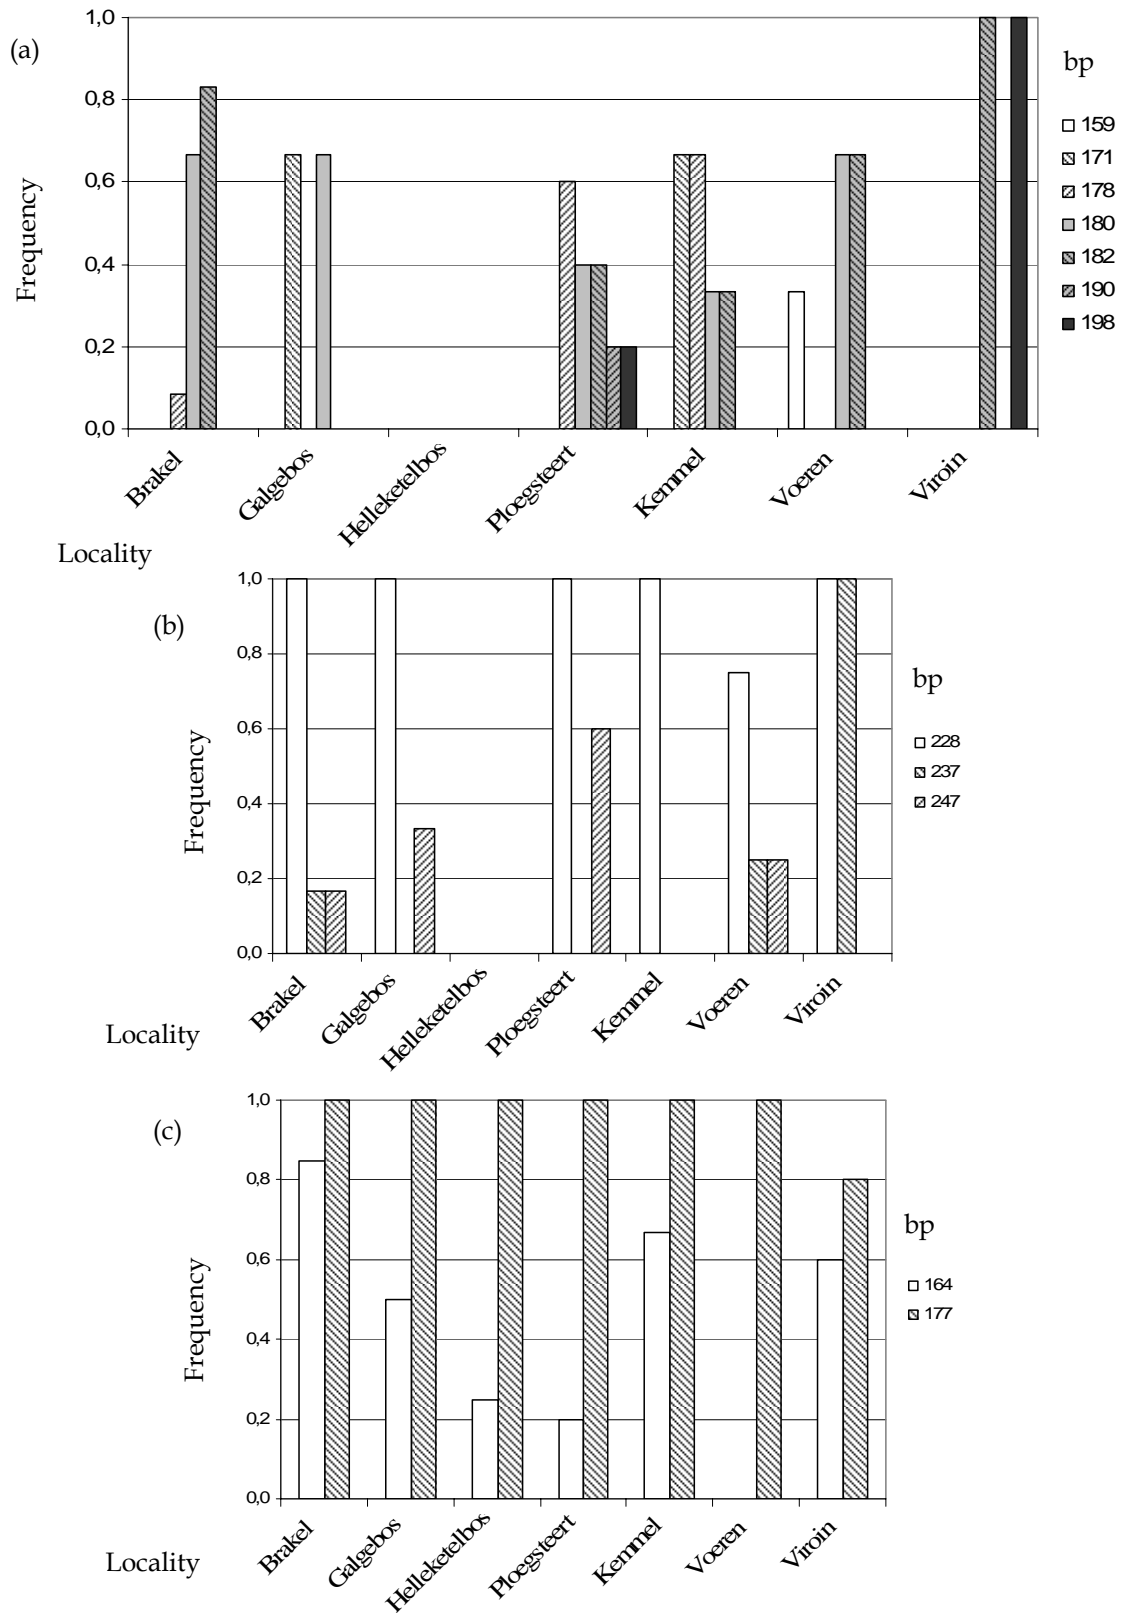 (a)
1,0
0,8
0,6
0,4
0,2
0,0
Frequency
bp
159
171
178
180
182
190
198
Brakel
Galgebos
Helleketelbos
Ploegsteert
Kemmel
Voeren
Viroin
Locality
(b)
1,0
0,8
0,6
0,4
0,2
0,0
Frequency
bp
228
237
247
Brakel
Galgebos
Helleketelbos
Ploegsteert
Kemmel
Voeren
Viroin
Locality
(c)
1,0
0,8
0,6
0,4
0,2
0,0
Frequency
bp
164
177
Brakel
Galgebos
Helleketelbos
Ploegsteert
Kemmel
Voeren
Viroin
Locality